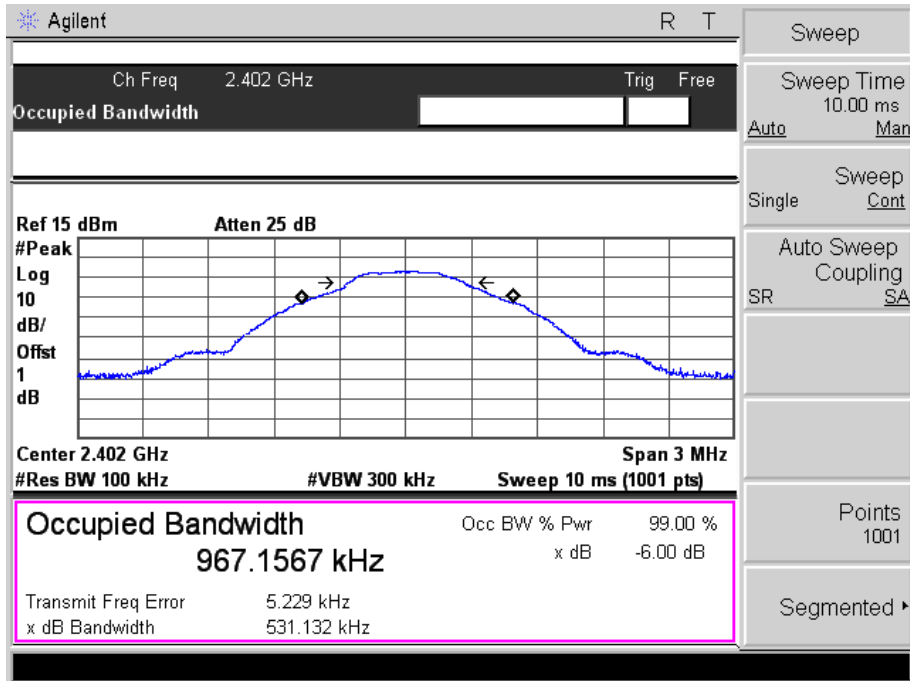 Agilent R T
Ch Freq 2.402 GHz Trig Free
Occupied Bandwidth
Ref 15 dBm Atten 25 dB
#Peak
Log
10
dB/
Offst
1
dB
Center 2.402 GHz Span 3 MHz
#Res BW 100 kHz #VBW 300 kHz Sweep 10 ms (1001 pts)
Occupied Bandwidth Occ BW % Pwr 99.00 %
967.1567 kHz x dB -6.00 dB
Transmit Freq Error 5.229 kHz
x dB Bandwidth 531.132 kHz
Sweep
Sweep Time
10.00 ms
Auto Man
Sweep
Single Cont
Auto Sweep
Coupling
SR SA
Points
1001
Segmented